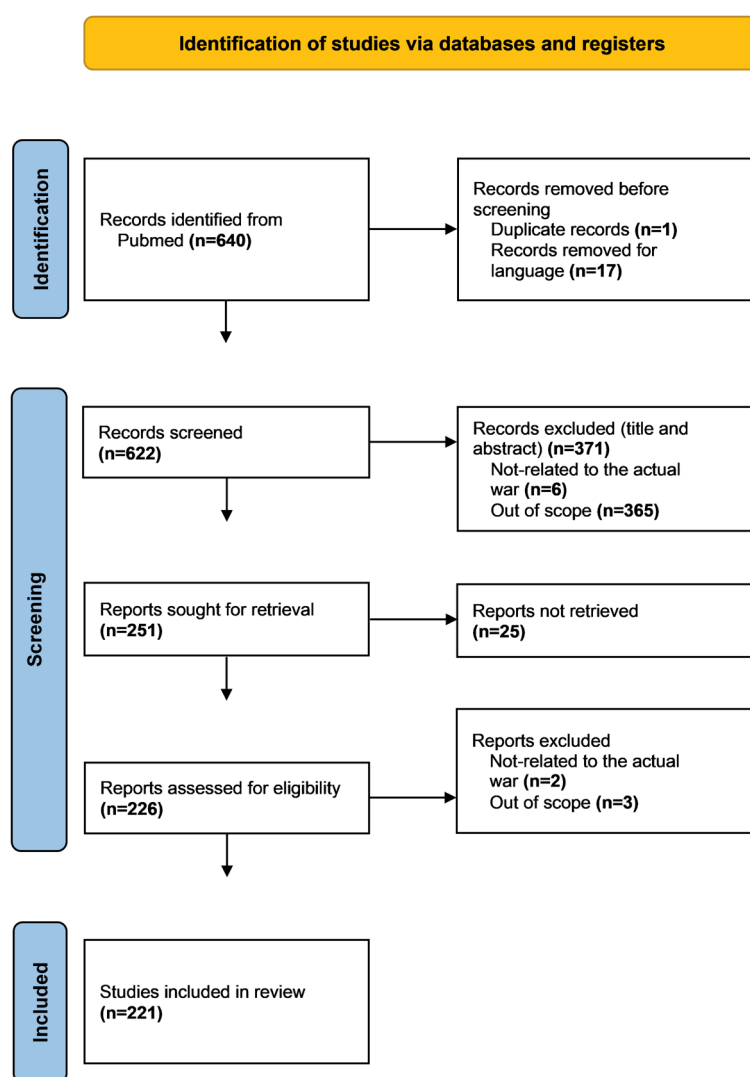 Identification of studies via databases and registers
Identification
Records identified from
Pubmed (n=640)
Records removed before
screening
Duplicate records (n=1)
Records removed for
language (n=17)
Screening
Records screened
(n=622)
Records excluded (title and
abstract) (n=371)
Not-related to the actual
war (n=6)
Out of scope (n=365)
Reports sought for retrieval
(n=251)
Reports not retrieved
(n=25)
Reports assessed for eligibility
(n=226)
Reports excluded
Not-related to the actual
war (n=2)
Out of scope (n=3)
Included
Studies included in review
(n=221)